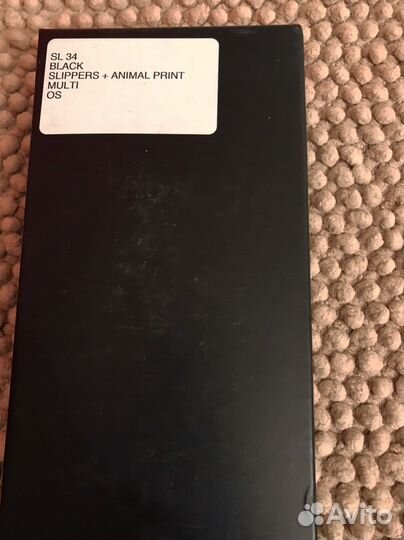 SL 34
BLACK
SLIPPERS + ANIMAL PRINT
MULTI
OS
Avito